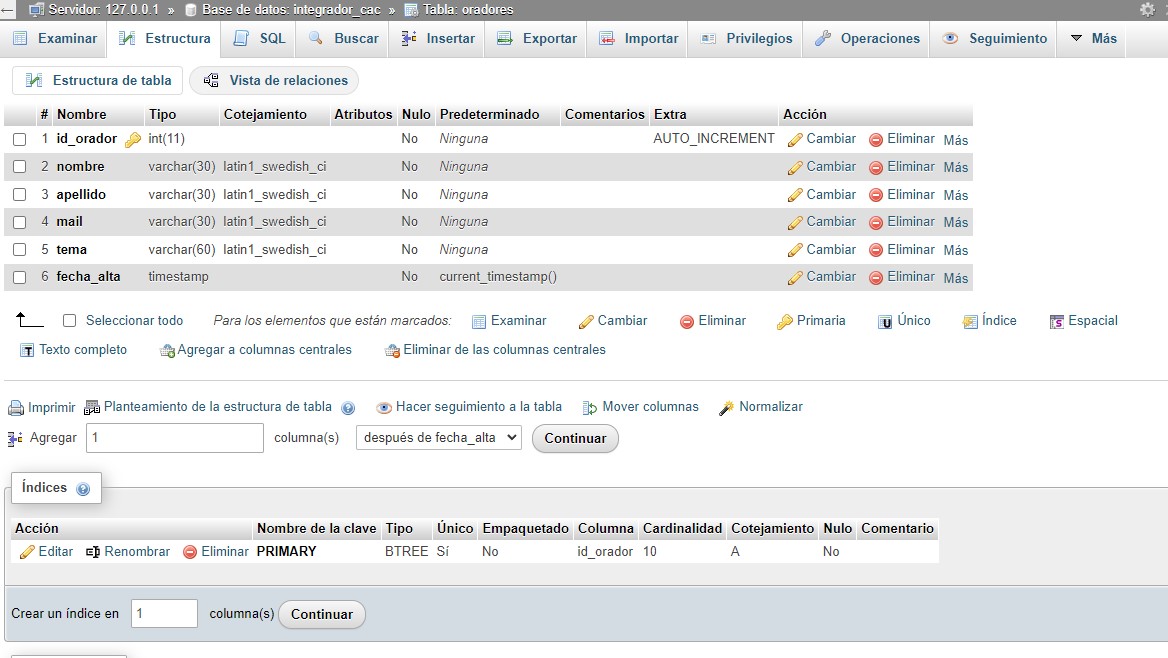 Servidor: 127.0.0.1 » Base de datos: integrador_cac » Tabla: oradores
Examinar Estructura SQL Buscar Insertar Exportar Importar Privilegios Operaciones Seguimiento Más
Estructura de tabla Vista de relaciones
# Nombre Tipo Cotejamiento Atributos Nulo Predeterminado Comentarios Extra Acción
1 id_orador int(11) No Ninguna AUTO_INCREMENT Cambiar Eliminar Más
2 nombre varchar(30) latin1_swedish_ci No Ninguna Cambiar Eliminar Más
3 apellido varchar(30) latin1_swedish_ci No Ninguna Cambiar Eliminar Más
4 mail varchar(30) latin1_swedish_ci No Ninguna Cambiar Eliminar Más
5 tema varchar(60) latin1_swedish_ci No Ninguna Cambiar Eliminar Más
6 fecha_alta timestamp No current_timestamp() Cambiar Eliminar Más
Seleccionar todo Para los elementos que están marcados: Examinar Cambiar Eliminar Primaria Único Índice Espacial
Texto completo Agregar a columnas centrales Eliminar de las columnas centrales
Imprimir Planteamiento de la estructura de tabla Hacer seguimiento a la tabla Mover columnas Normalizar
Agregar 1 columna(s) después de fecha_alta Continuar
Índices
Acción Nombre de la clave Tipo Único Empaquetado Columna Cardinalidad Cotejamiento Nulo Comentario
Editar Renombrar Eliminar PRIMARY BTREE Sí No id_orador 10 A No
Crear un índice en 1 columna(s) Continuar